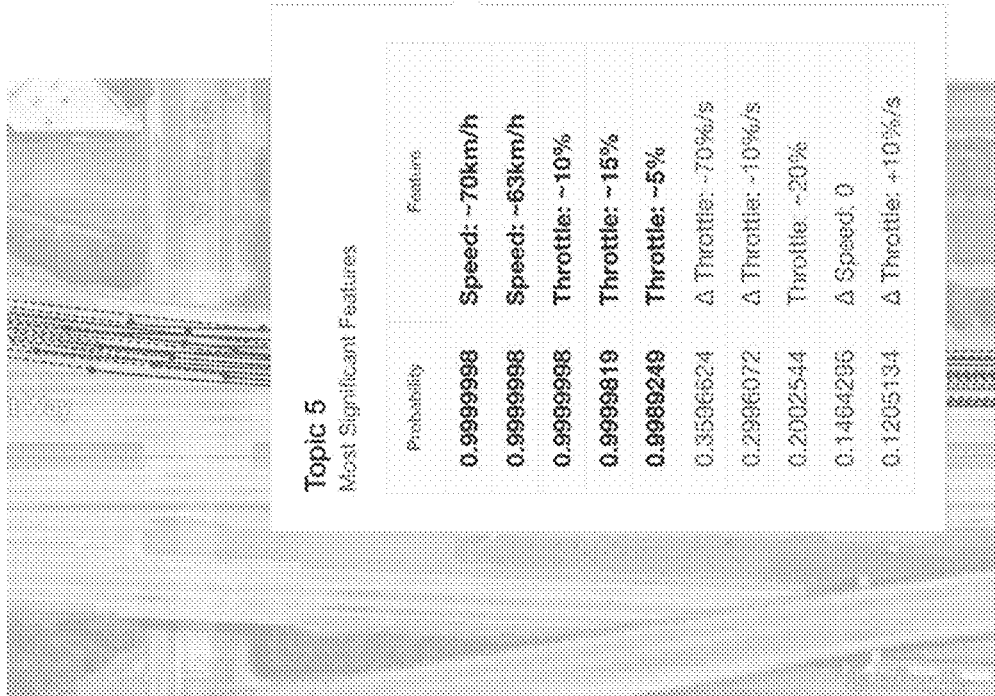 Topic 5
Most Significant Features
Probability Feature
0.9999998 Speed: ~70km/h
0.9999998 Speed: ~63km/h
0.9999998 Throttle: ~10%
0.9999819 Throttle: ~15%
0.9989249 Throttle: ~5%
0.3596624 Δ Throttle: -70%/s
0.2996072 Δ Throttle: -10%/s
0.2002544 Throttle: ~20%
0.1464296 Δ Speed: 0
0.1205134 Δ Throttle: +10%/s